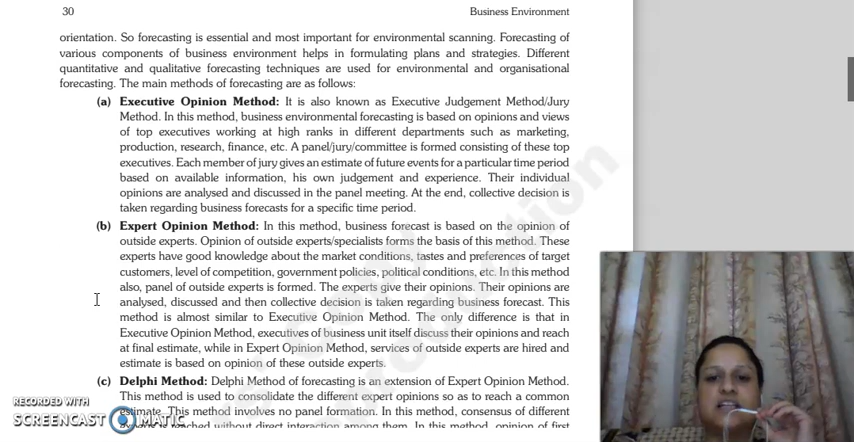 30
Business Environment
orientation. So forecasting is essential and most important for environmental scanning. Forecasting of
various components of business environment helps in formulating plans and strategies. Different
quantitative and qualitative forecasting techniques are used for environmental and organisational
forecasting. The main methods of forecasting are as follows:
(a) Executive Opinion Method: It is also known as Executive Judgement Method/Jury
Method. In this method, business environmental forecasting is based on opinions and views
of top executives working at high ranks in different departments such as marketing,
production, research, finance, etc. A panel/jury/committee is formed consisting of these top
executives. Each member of jury gives an estimate of future events for a particular time period
based on available information, his own judgement and experience. Their individual
opinions are analysed and discussed in the panel meeting. At the end, collective decision is
taken regarding business forecasts for a specific time period.
(b) Expert Opinion Method: In this method, business forecast is based on the opinion of
outside experts. Opinion of outside experts/specialists forms the basis of this method. These
experts have good knowledge about the market conditions, tastes and preferences of target
customers, level of competition, government policies, political conditions, etc. In this method
also, panel of outside experts is formed. The experts give their opinions. Their opinions are
analysed, discussed and then collective decision is taken regarding business forecast. This
method is almost similar to Executive Opinion Method. The only difference is that in
Executive Opinion Method, executives of business unit itself discuss their opinions and reach
at final estimate, while in Expert Opinion Method, services of outside experts are hired and
estimate is based on opinion of these outside experts.
(c) Delphi Method: Delphi Method of forecasting is an extension of Expert Opinion Method.
This method is used to consolidate the different expert opinions so as to reach a common
estimate. This method involves no panel formation. In this method, consensus of different
experts is reached without direct interaction among them. In this method, opinion of first
RECORDED WITH
SCREENCAST MATIC